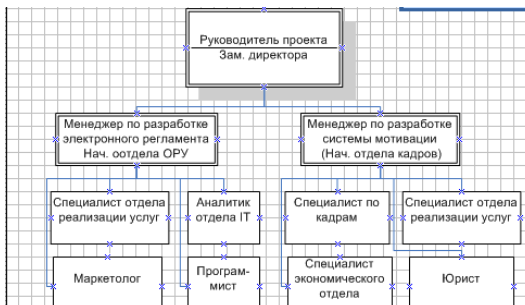 Руководитель проекта
Зам. директора
Менеджер по разработке
электронного регламента
Нач. оотдела ОРУ
Менеджер по разработке
системы мотивации
(Нач. отдела кадров)
Специалист отдела
реализации услуг
Аналитик
отдела IT
Специалист по
кадрам
Специалист отдела
реализации услуг
Маркетолог
Програм-
мист
Специалист
экономического
отдела
Юрист